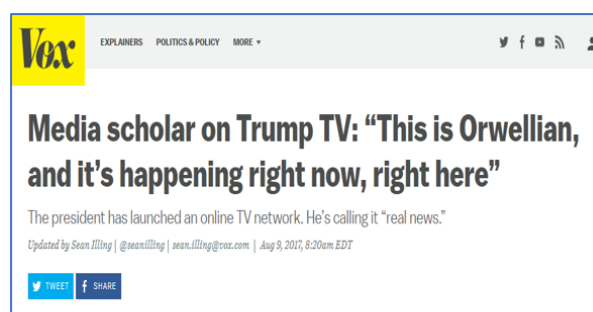 Vox EXPLAINERS POLITICS & POLICY MORE
Media scholar on Trump TV: “This is Orwellian,
and it’s happening right now, right here”
The president has launched an online TV network. He’s calling it “real news.”
Updated by Sean Illing | @seanilling | sean.illing@vox.com | Aug 9, 2017, 8:20am EDT
TWEET SHARE